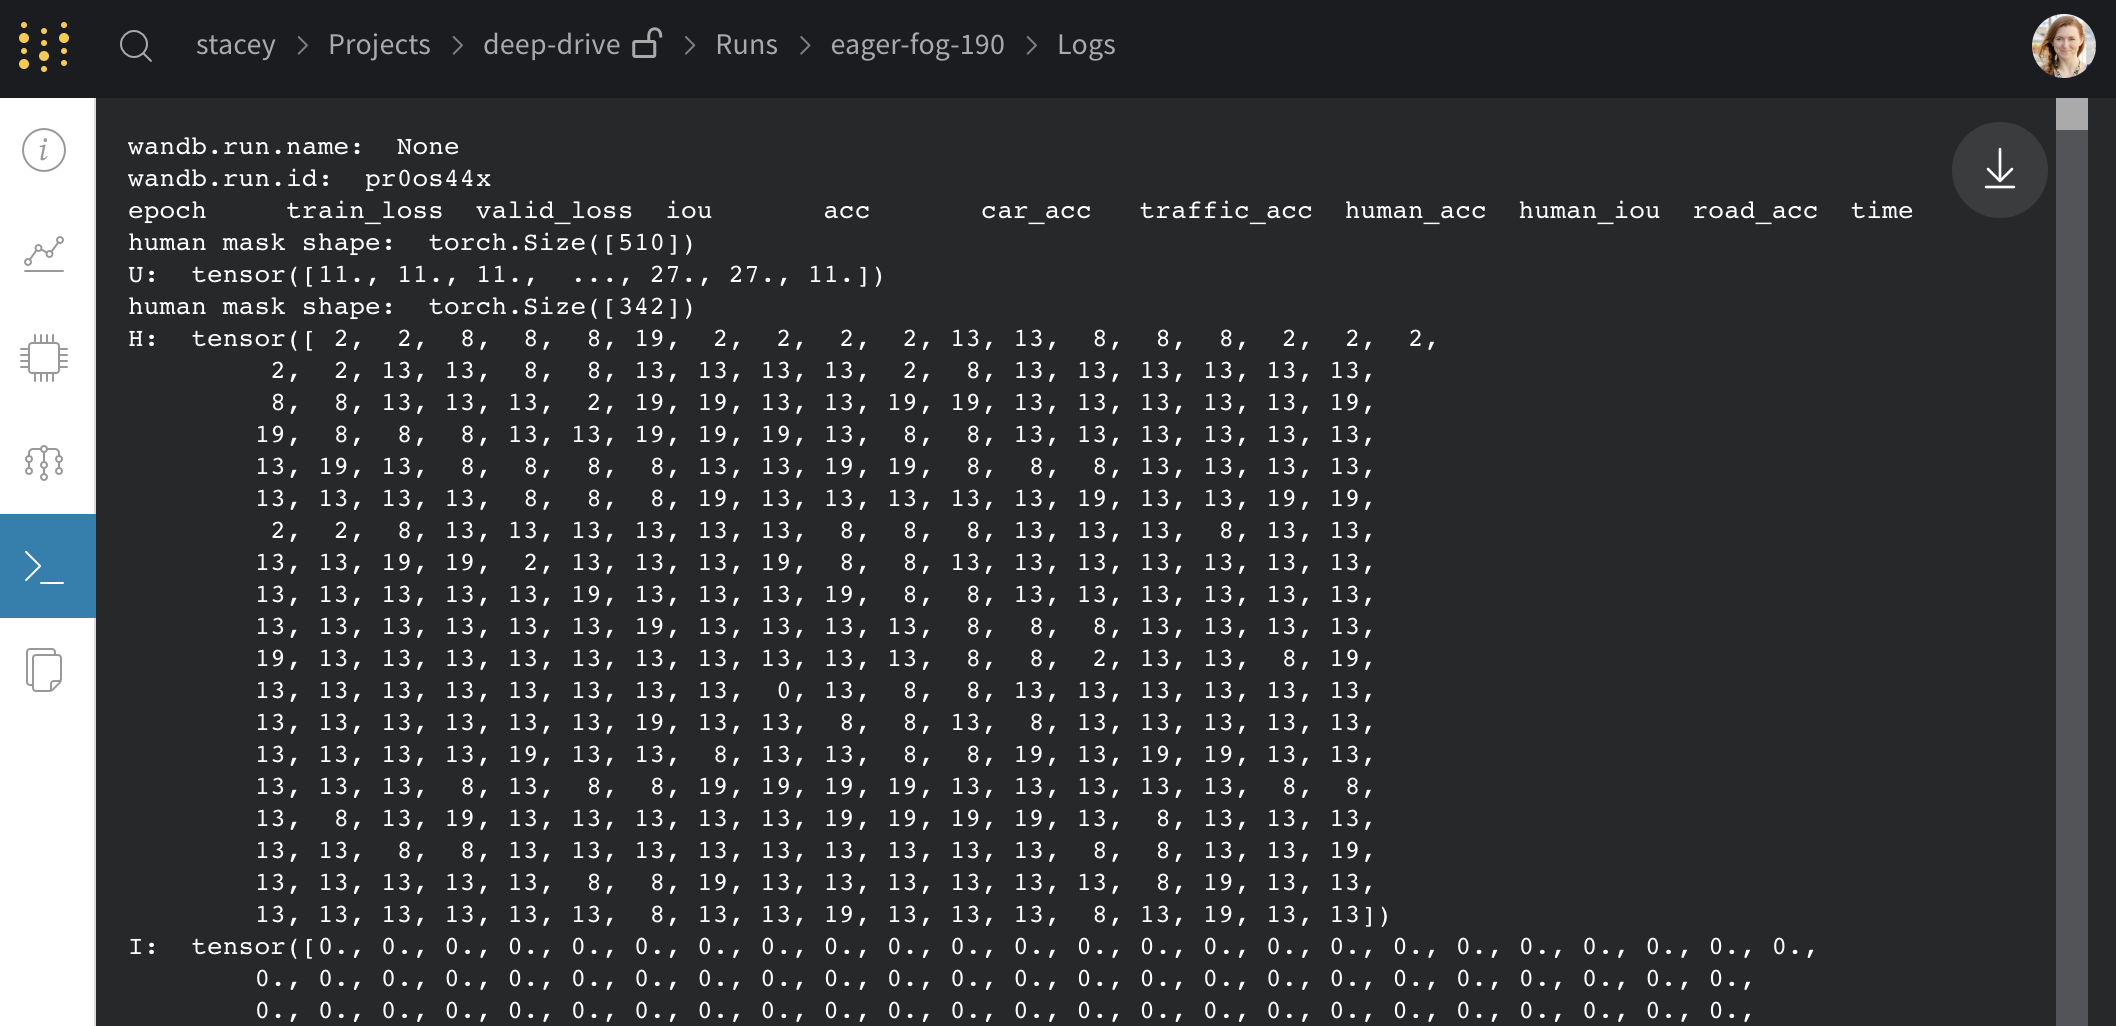 stacey > Projects > deep-drive > Runs > eager-fog-190 > Logs
wandb.run.name:  None
wandb.run.id:  pr0os44x
epoch     train_loss  valid_loss  iou       acc       car_acc   traffic_acc  human_acc  human_iou  road_acc  time
human mask shape:  torch.Size([510])
U:  tensor([11., 11., 11.,  ..., 27., 27., 11.])
human mask shape:  torch.Size([342])
H:  tensor([ 2,  2,  8,  8,  8, 19,  2,  2,  2,  2, 13, 13,  8,  8,  8,  2,  2,  2,
         2,  2, 13, 13,  8,  8, 13, 13, 13, 13,  2,  8, 13, 13, 13, 13, 13, 13,
         8,  8, 13, 13, 13,  2, 19, 19, 13, 13, 19, 19, 13, 13, 13, 13, 13, 19,
        19,  8,  8,  8, 13, 13, 19, 19, 19, 13,  8,  8, 13, 13, 13, 13, 13, 13,
        13, 19, 13,  8,  8,  8,  8, 13, 13, 19, 19,  8,  8,  8, 13, 13, 13, 13,
        13, 13, 13, 13,  8,  8,  8, 19, 13, 13, 13, 13, 13, 19, 13, 13, 19, 19,
         2,  2,  8, 13, 13, 13, 13, 13, 13,  8,  8,  8, 13, 13, 13,  8, 13, 13,
        13, 13, 19, 19,  2, 13, 13, 13, 19,  8,  8, 13, 13, 13, 13, 13, 13, 13,
        13, 13, 13, 13, 13, 19, 13, 13, 13, 19,  8,  8, 13, 13, 13, 13, 13, 13,
        13, 13, 13, 13, 13, 13, 19, 13, 13, 13, 13,  8,  8,  8, 13, 13, 13, 13,
        19, 13, 13, 13, 13, 13, 13, 13, 13, 13, 13,  8,  8,  2, 13, 13,  8, 19,
        13, 13, 13, 13, 13, 13, 13, 13,  0, 13,  8,  8, 13, 13, 13, 13, 13, 13,
        13, 13, 13, 13, 13, 13, 19, 13, 13,  8,  8, 13,  8, 13, 13, 13, 13, 13,
        13, 13, 13, 13, 19, 13, 13,  8, 13, 13,  8,  8, 19, 13, 19, 19, 13, 13,
        13, 13, 13,  8, 13,  8,  8, 19, 19, 19, 19, 13, 13, 13, 13, 13,  8,  8,
        13,  8, 13, 19, 13, 13, 13, 13, 13, 19, 19, 19, 19, 13,  8, 13, 13, 13,
        13, 13,  8,  8, 13, 13, 13, 13, 13, 13, 13, 13, 13,  8,  8, 13, 13, 19,
        13, 13, 13, 13, 13,  8,  8, 19, 13, 13, 13, 13, 13, 13,  8, 19, 13, 13,
        13, 13, 13, 13, 13, 13,  8, 13, 13, 19, 13, 13, 13,  8, 13, 19, 13, 13])
I:  tensor([0., 0., 0., 0., 0., 0., 0., 0., 0., 0., 0., 0., 0., 0., 0., 0., 0., 0., 0., 0., 0., 0., 0., 0.,
        0., 0., 0., 0., 0., 0., 0., 0., 0., 0., 0., 0., 0., 0., 0., 0., 0., 0., 0., 0., 0., 0., 0., 0.,
        0., 0., 0., 0., 0., 0., 0., 0., 0., 0., 0., 0., 0., 0., 0., 0., 0., 0., 0., 0., 0., 0., 0., 0.,